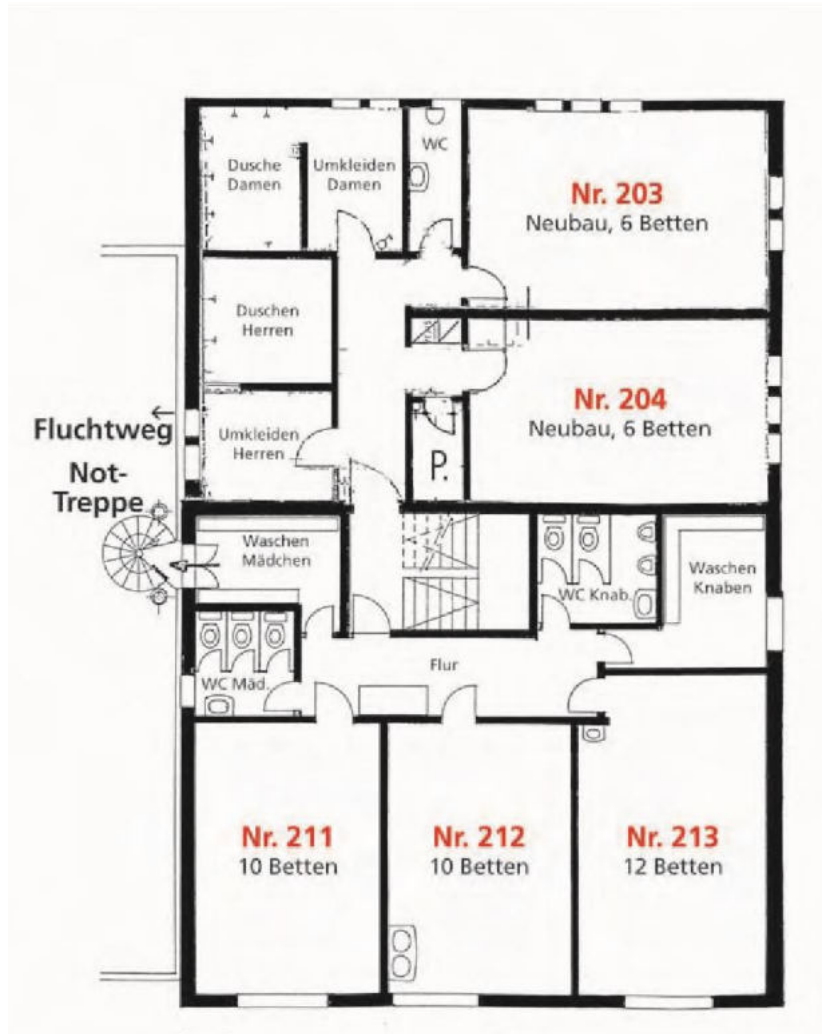 Dusche
Damen
Umkleiden
Damen
WC
Nr. 203
Neubau, 6 Betten
Duschen
Herren
Nr. 204
Neubau, 6 Betten
Fluchtweg
Umkleiden
Herren
P.
Not-
Treppe
Waschen
Mädchen
WC Knab.
Waschen
Knaben
Flur
WC Mäd.
Nr. 211
10 Betten
Nr. 212
10 Betten
Nr. 213
12 Betten